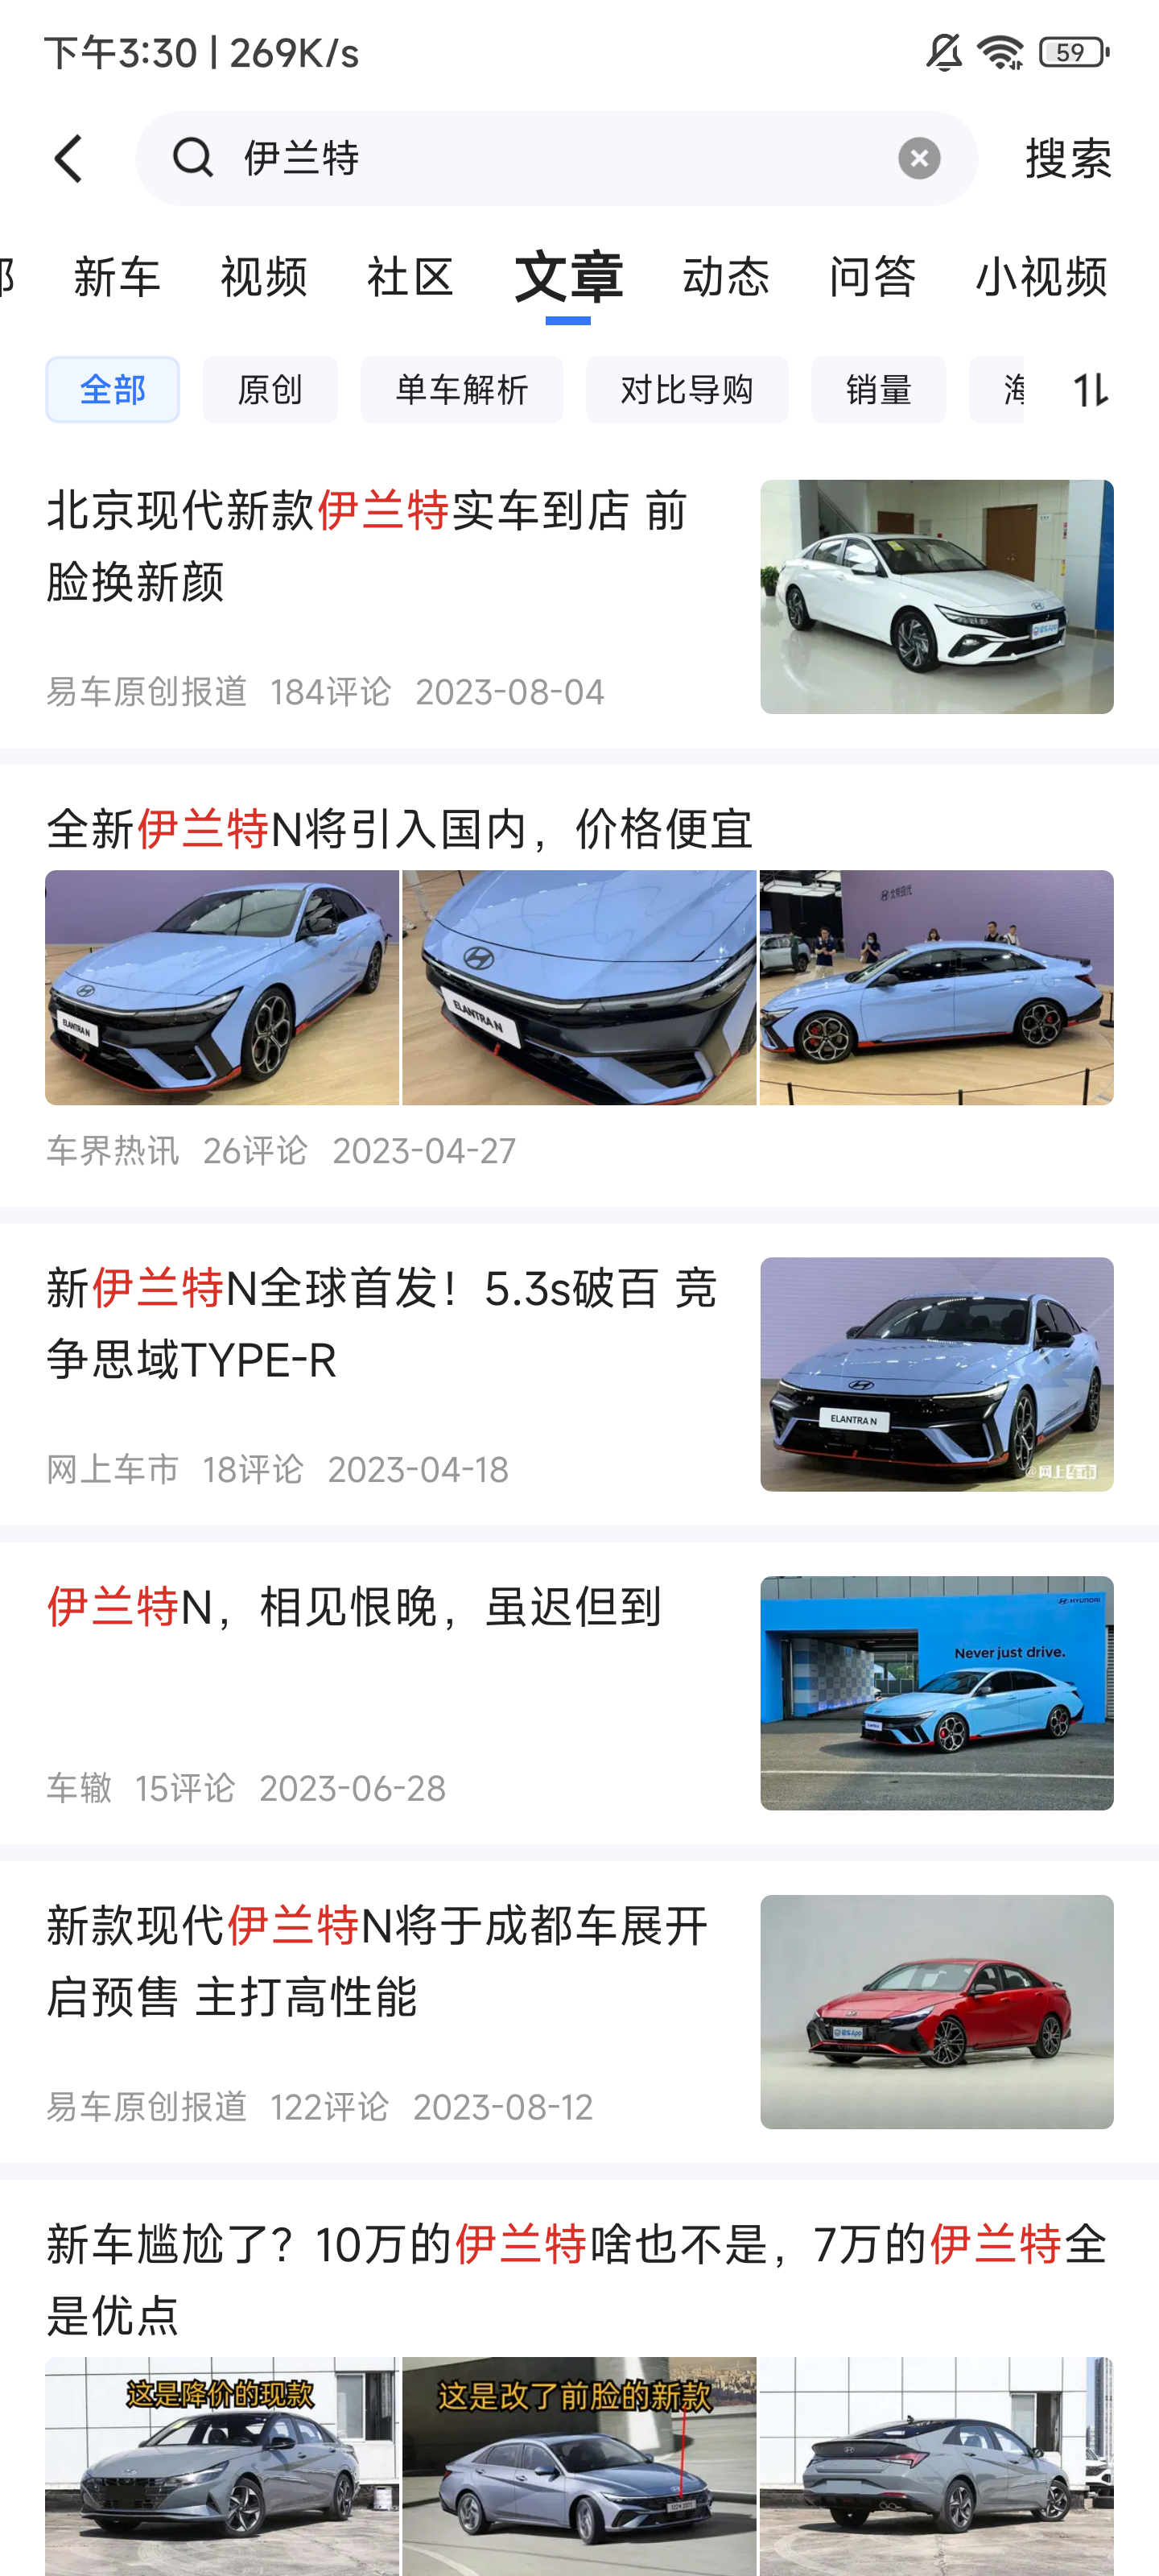 下午3:30 | 269K/s
59
伊兰特
搜索
新车 视频 社区 文章 动态 问答 小视频
全部 原创 单车解析 对比导购 销量
北京现代新款伊兰特实车到店 前
脸换新颜
易车原创报道 184评论 2023-08-04
全新伊兰特N将引入国内，价格便宜
ELANTRA N
ELANTRA N
北京现代
车界热讯 26评论 2023-04-27
新伊兰特N全球首发！5.3s破百 竞
争思域TYPE-R
ELANTRA N
@网上车市
网上车市 18评论 2023-04-18
伊兰特N，相见恨晚，虽迟但到
HYUNDAI
Never just drive.
车辙 15评论 2023-06-28
新款现代伊兰特N将于成都车展开
启预售 主打高性能
易车App
易车原创报道 122评论 2023-08-12
新车尴尬了？10万的伊兰特啥也不是，7万的伊兰特全
是优点
这是降价的现款
这是改了前脸的新款